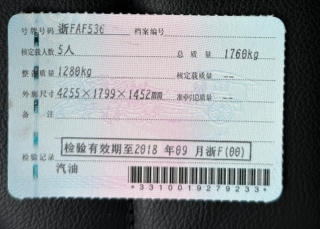 号牌号码 浙FAF536 档案编号
核定载人数 5人 总质量 1760kg
整备质量 1280kg 核定载质量 --
外廓尺寸 4255×1799×1452mm 准牵引总质量 --
备注
检验有效期至2018 年09 月浙F(00)
检验记录
汽油
*3310019279233*